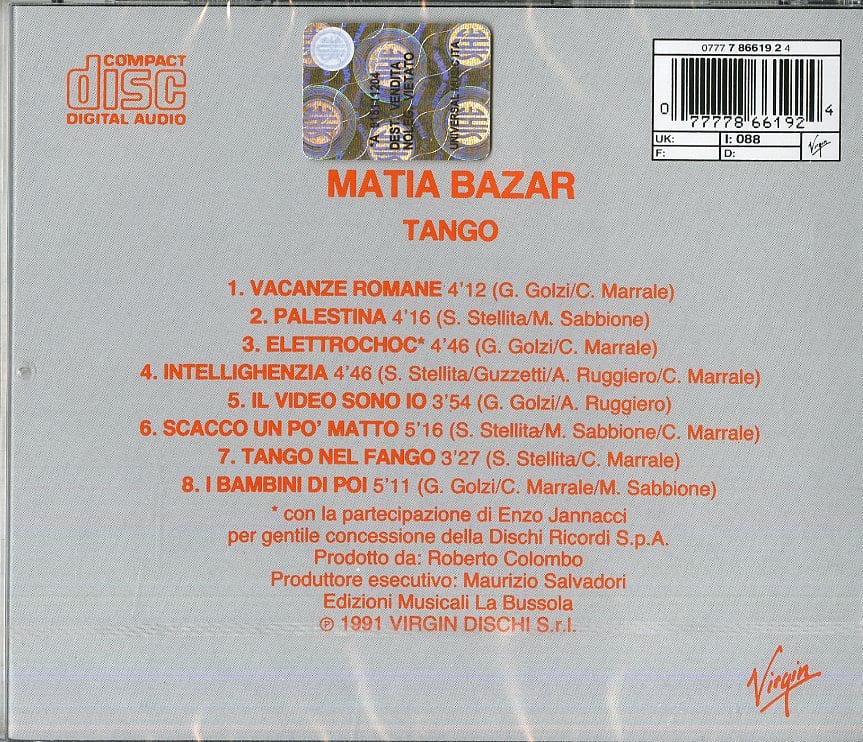 COMPACT
disc
DIGITAL AUDIO
DEST. VENDITA
NOLEG. VIETATO
0777 7 86619 2 4
0 77778 66192 4
UK:
I: 088
F:
D:
Virgin
MATIA BAZAR
TANGO
1. VACANZE ROMANE 4'12 (G. Golzi/C. Marrale)
2. PALESTINA 4'16 (S. Stellita/M. Sabbione)
3. ELETTROCHOC* 4'46 (G. Golzi/C. Marrale)
4. INTELLIGHENZIA 4'46 (S. Stellita/Guzzetti/A. Ruggiero/C. Marrale)
5. IL VIDEO SONO IO 3'54 (G. Golzi/A. Ruggiero)
6. SCACCO UN PO' MATTO 5'16 (S. Stellita/M. Sabbione/C. Marrale)
7. TANGO NEL FANGO 3'27 (S. Stellita/C. Marrale)
8. I BAMBINI DI POI 5'11 (G. Golzi/C. Marrale/M. Sabbione)
* con la partecipazione di Enzo Jannacci
per gentile concessione della Dischi Ricordi S.p.A.
Prodotto da: Roberto Colombo
Produttore esecutivo: Maurizio Salvadori
Edizioni Musicali La Bussola
℗ 1991 VIRGIN DISCHI S.r.l.
Virgin